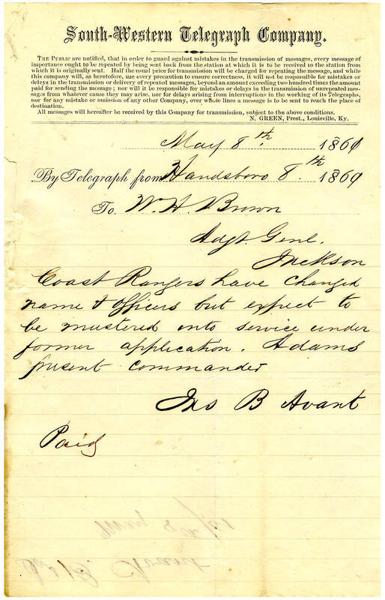 South-Western Telegraph Company.
THE PUBLIC are notified, that in order to guard against mistakes in the transmission of messages, every message of
importance ought to be repeated by being sent back from the station at which it is to be received to the station from
which it is originally sent. Half the usual price for transmission will be charged for repeating the message, and while
this company will, as heretofore, use every precaution to ensure correctness, it will not be responsible for mistakes or
delays in the transmission or delivery of repeated messages, beyond an amount exceeding two hundred times the amount
paid for sending the message; nor will it be responsible for mistakes or delays in the transmission of unrepeated mes-
sages from whatever cause they may arise, nor for delays arising from interruptions in the working of its Telegraphs,
nor for any mistake or omission of any other Company, over whose lines a message is to be sent to reach the place of
destination.
All messages will hereafter be received by this Company for transmission, subject to the above conditions.
N. GREEN, Prest., Louisville, Ky.
May 8th. 1861
By Telegraph from Handsboro 8.th 1861
To W. H. Brown
Adgt Genl.
Jackson
Coast Rangers have changed
name & officers but expect to
be mustered into service under
former application. Adams
present commander
Jno B Avant
Paid